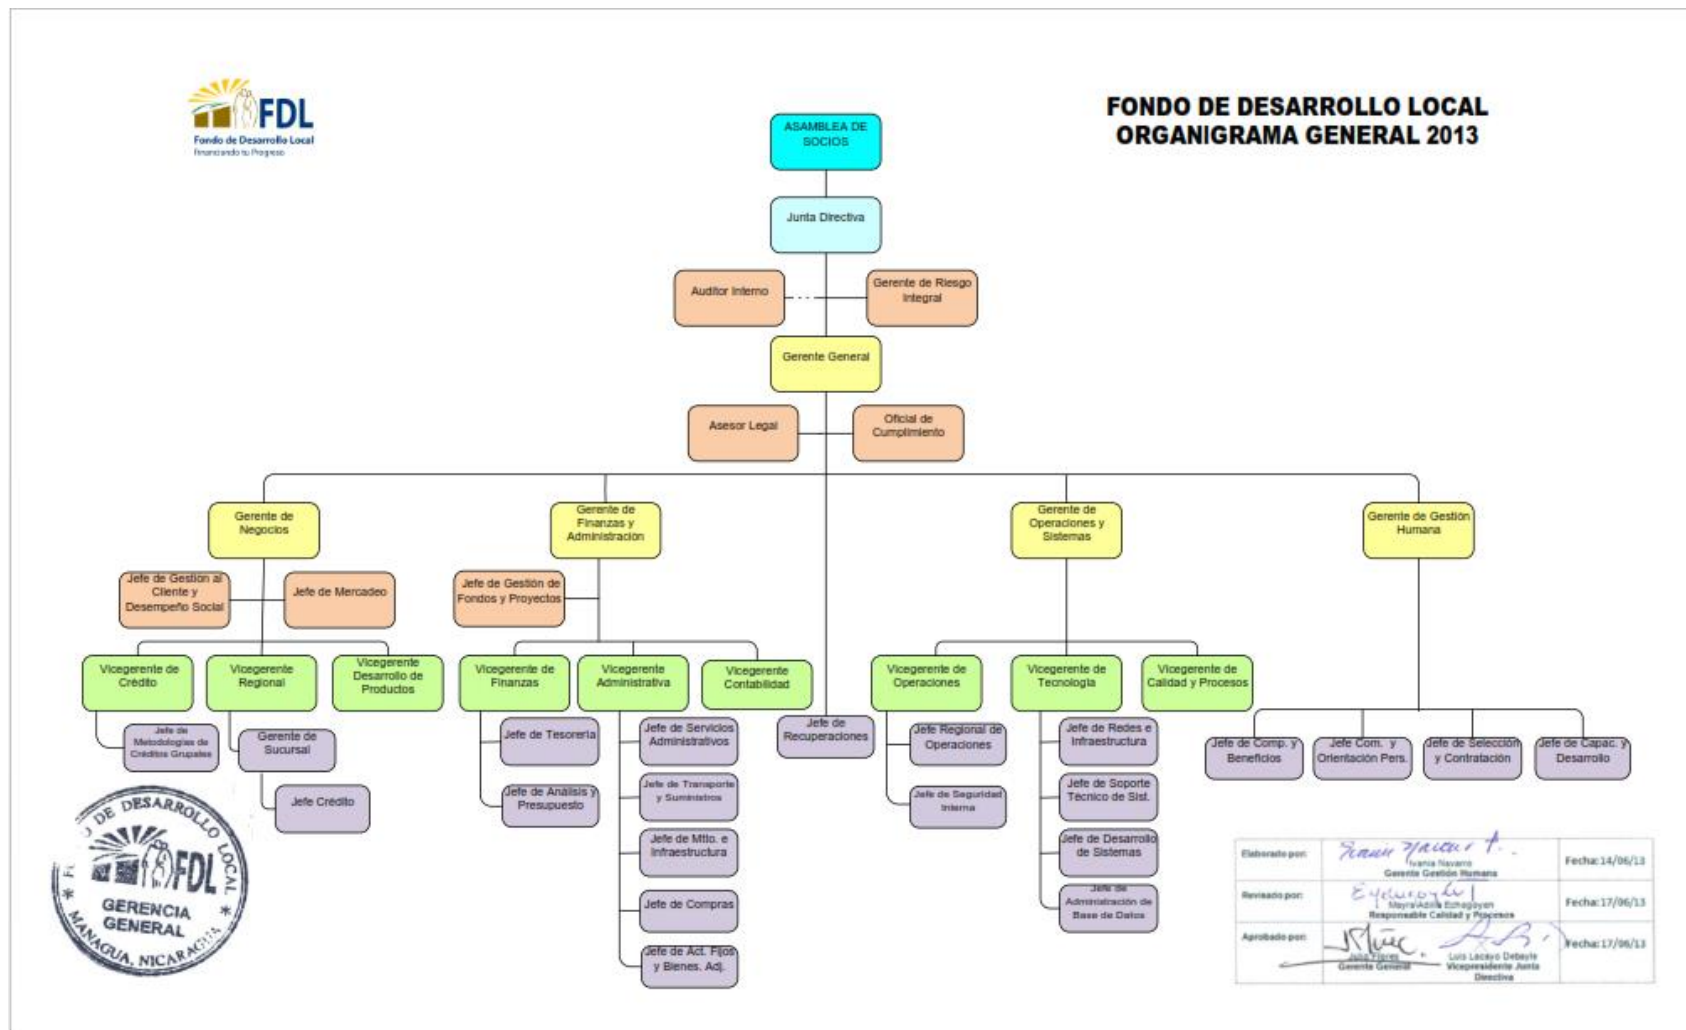 FDL
Fondo de Desarrollo Local
Financiando tu Progreso
FONDO DE DESARROLLO LOCAL
ORGANIGRAMA GENERAL 2013
ASAMBLEA DE
SOCIOS
Junta Directiva
Auditor Interno
Gerente de Riesgo
Integral
Gerente General
Asesor Legal
Oficial de
Cumplimiento
Gerente de
Negocios
Gerente de
Finanzas y
Administración
Gerente de
Operaciones y
Sistemas
Gerente de Gestión
Humana
Jefe de Gestión al
Cliente y
Desempeño Social
Jefe de Mercadeo
Jefe de Gestión de
Fondos y Proyectos
Vicegerente de
Crédito
Vicegerente
Regional
Vicegerente
Desarrollo de
Productos
Vicegerente de
Finanzas
Vicegerente
Administrativa
Vicegerente
Contabilidad
Vicegerente de
Operaciones
Vicegerente de
Tecnología
Vicegerente de
Calidad y Procesos
Jefe de
Metodologías de
Créditos Grupales
Gerente de
Sucursal
Jefe Crédito
Jefe de Tesorería
Jefe de Análisis y
Presupuesto
Jefe de Servicios
Administrativos
Jefe de Transporte
y Suministros
Jefe de Mtto. e
Infraestructura
Jefe de Compras
Jefe de Act. Fijos
y Bienes. Adj.
Jefe de
Recuperaciones
Jefe Regional de
Operaciones
Jefe de Seguridad
Interna
Jefe de Redes e
Infraestructura
Jefe de Soporte
Técnico de Sist.
Jefe de Desarrollo
de Sistemas
Jefe de
Administración de
Base de Datos
Jefe de Comp. y
Beneficios
Jefe Com. y
Orientación Pers.
Jefe de Selección
y Contratación
Jefe de Capac. y
Desarrollo
DE DESARROLLO LOCAL
FDL
GERENCIA
GENERAL
MANAGUA, NICARAGUA
Elaborado por:
Ivania Navarro
Gerente Gestión Humana
Fecha: 14/06/13
Revisado por:
Echegoyen
Responsable Calidad y Procesos
Fecha: 17/06/13
Aprobado por:
Julio Flores
Gerente General
Luis Lacayo Debayle
Vicepresidente Junta
Directiva
Fecha: 17/06/13